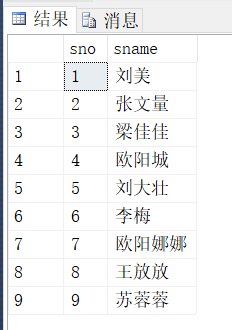 结果 消息
sno sname
1 1 刘美
2 2 张文量
3 3 梁佳佳
4 4 欧阳城
5 5 刘大壮
6 6 李梅
7 7 欧阳娜娜
8 8 王放放
9 9 苏蓉蓉